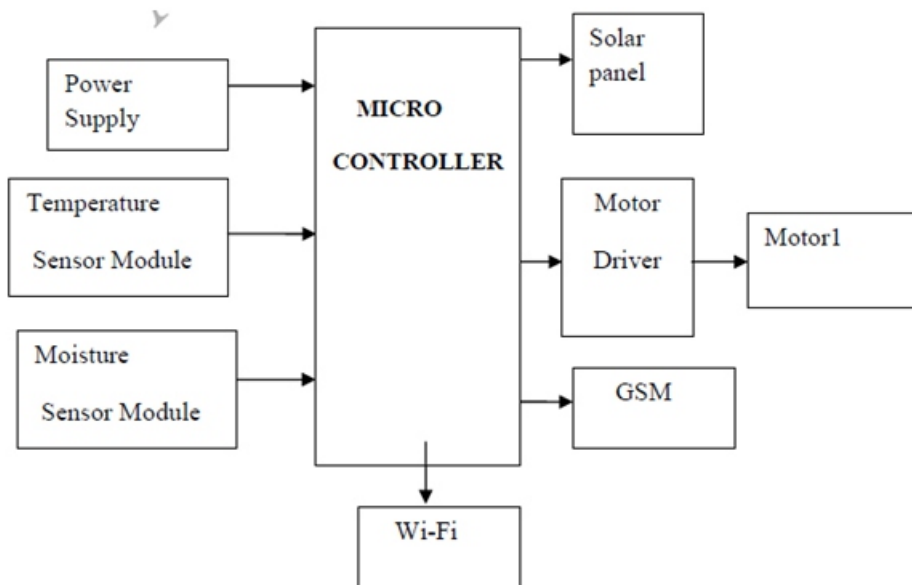 Power
Supply
Temperature
Sensor Module
Moisture
Sensor Module
MICRO
CONTROLLER
Solar
panel
Motor
Driver
Motor1
GSM
Wi-Fi